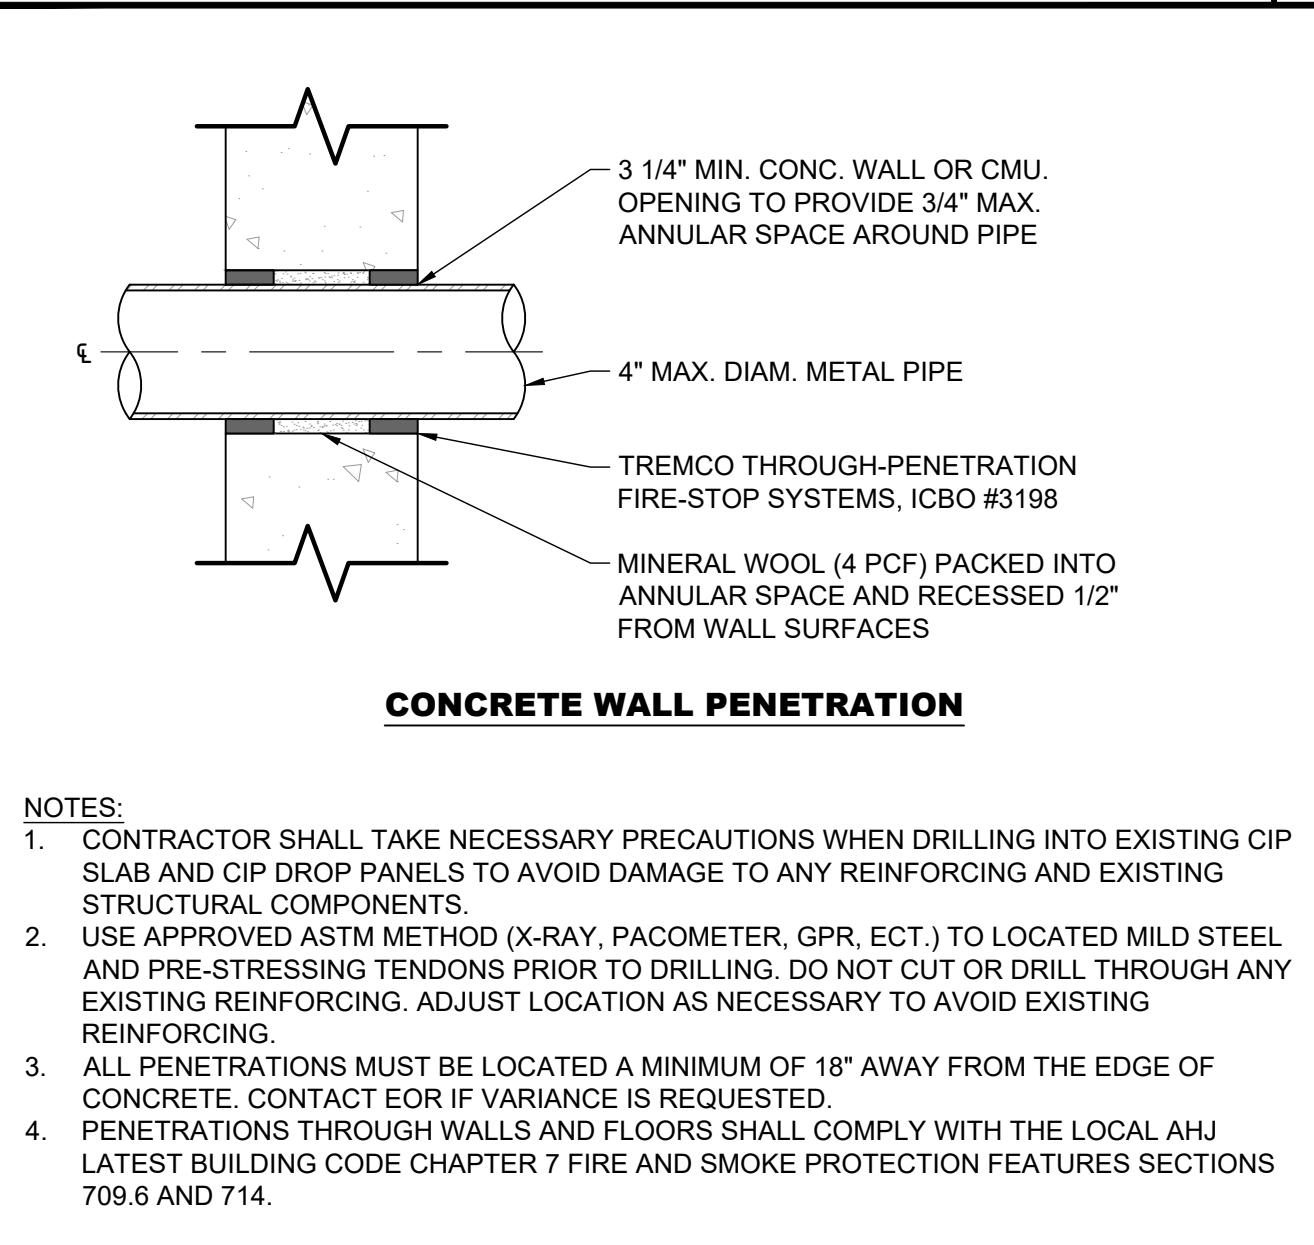 3 1/4" MIN. CONC. WALL OR CMU.
OPENING TO PROVIDE 3/4" MAX.
ANNULAR SPACE AROUND PIPE
℄
4" MAX. DIAM. METAL PIPE
TREMCO THROUGH-PENETRATION
FIRE-STOP SYSTEMS, ICBO #3198
MINERAL WOOL (4 PCF) PACKED INTO
ANNULAR SPACE AND RECESSED 1/2"
FROM WALL SURFACES
CONCRETE WALL PENETRATION
NOTES:
1. CONTRACTOR SHALL TAKE NECESSARY PRECAUTIONS WHEN DRILLING INTO EXISTING CIP
SLAB AND CIP DROP PANELS TO AVOID DAMAGE TO ANY REINFORCING AND EXISTING
STRUCTURAL COMPONENTS.
2. USE APPROVED ASTM METHOD (X-RAY, PACOMETER, GPR, ECT.) TO LOCATED MILD STEEL
AND PRE-STRESSING TENDONS PRIOR TO DRILLING. DO NOT CUT OR DRILL THROUGH ANY
EXISTING REINFORCING. ADJUST LOCATION AS NECESSARY TO AVOID EXISTING
REINFORCING.
3. ALL PENETRATIONS MUST BE LOCATED A MINIMUM OF 18" AWAY FROM THE EDGE OF
CONCRETE. CONTACT EOR IF VARIANCE IS REQUESTED.
4. PENETRATIONS THROUGH WALLS AND FLOORS SHALL COMPLY WITH THE LOCAL AHJ
LATEST BUILDING CODE CHAPTER 7 FIRE AND SMOKE PROTECTION FEATURES SECTIONS
709.6 AND 714.